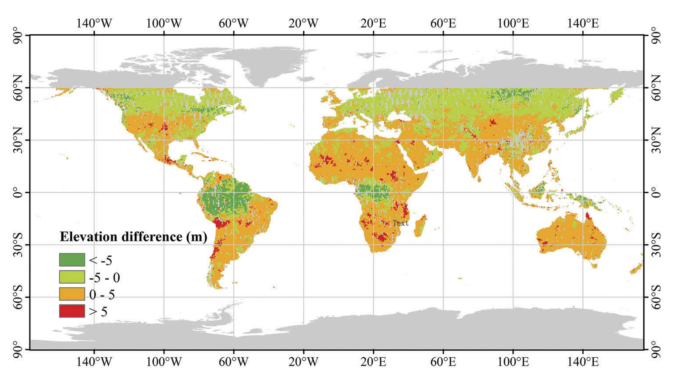 140°W 100°W 60°W 20°W 20°E 60°E 100°E 140°E
90° 90°
60°N 60°N
30°N 30°N
0° 0°
Test
Elevation difference (m)
< -5
-5 - 0
0 - 5
> 5
30°S 30°S
60°S 60°S
90° 90°
140°W 100°W 60°W 20°W 20°E 60°E 100°E 140°E